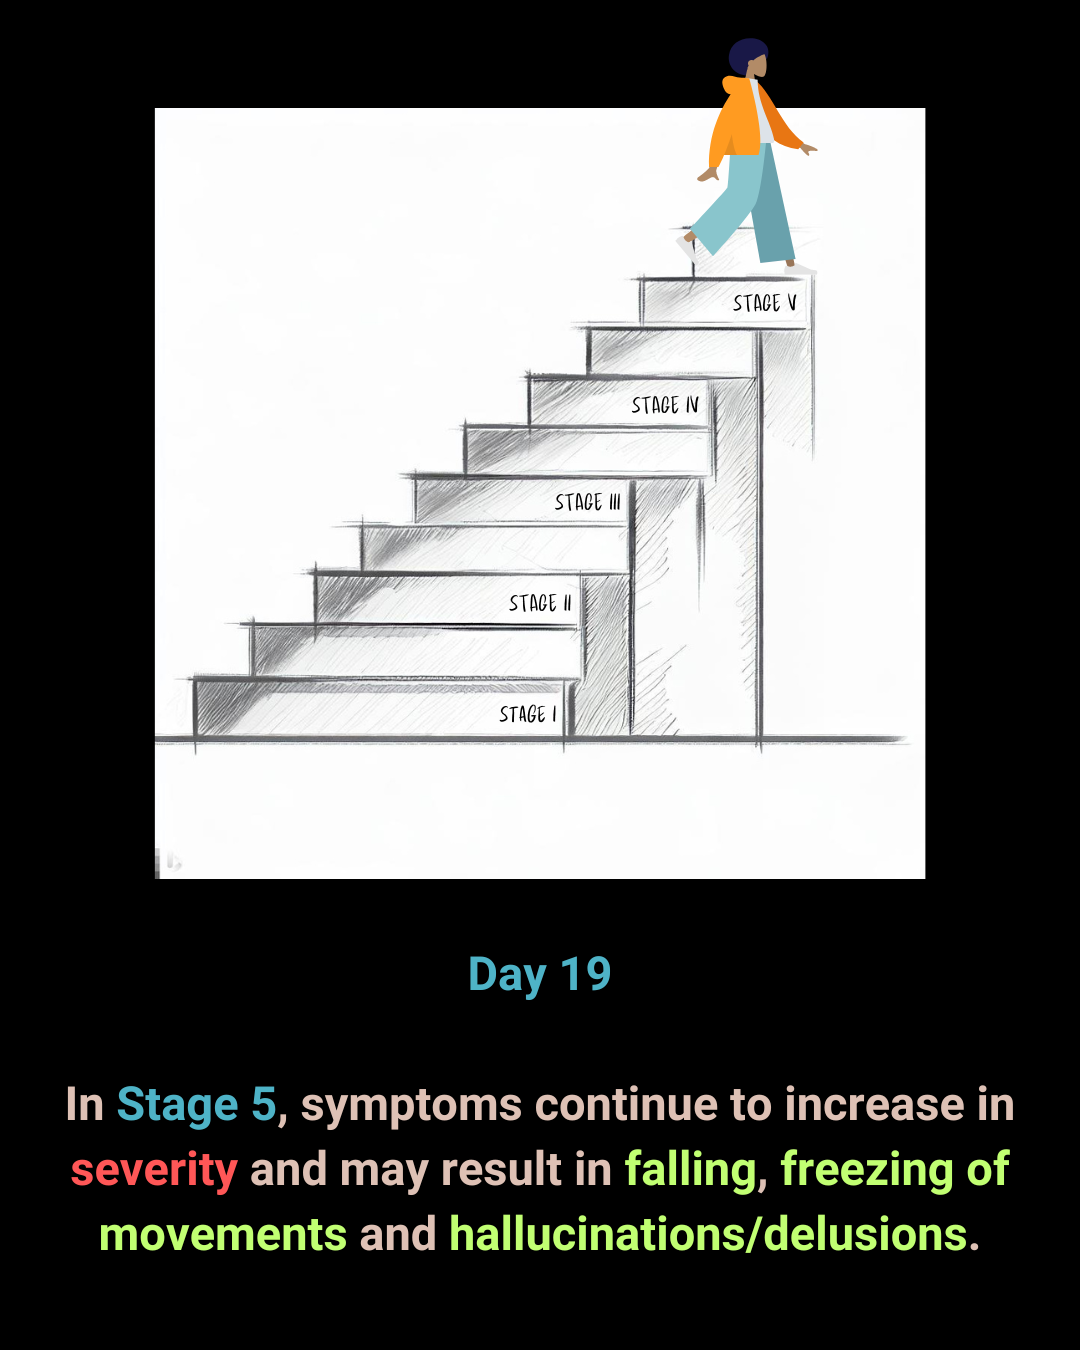 STAGE V
STAGE IV
STAGE III
STAGE II
STAGE I
Day 19
In Stage 5, symptoms continue to increase in
severity and may result in falling, freezing of
movements and hallucinations/delusions.